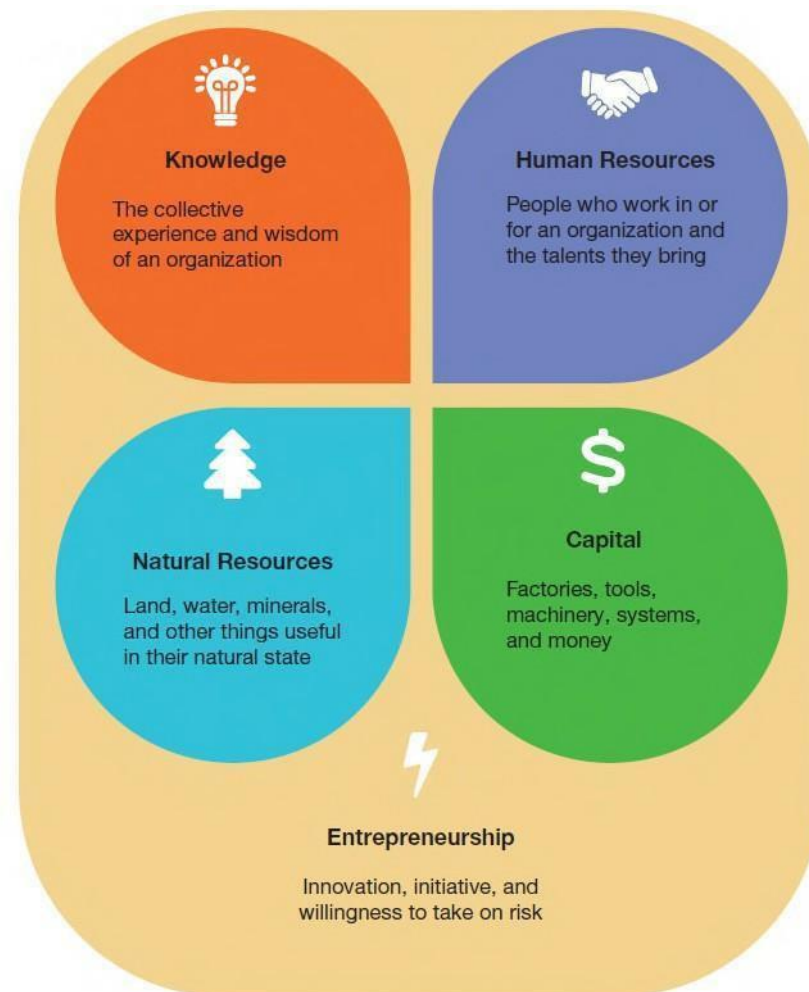 Knowledge
The collective
experience and wisdom
of an organization
Human Resources
People who work in or
for an organization and
the talents they bring
Natural Resources
Land, water, minerals,
and other things useful
in their natural state
Capital
Factories, tools,
machinery, systems,
and money
Entrepreneurship
Innovation, initiative, and
willingness to take on risk